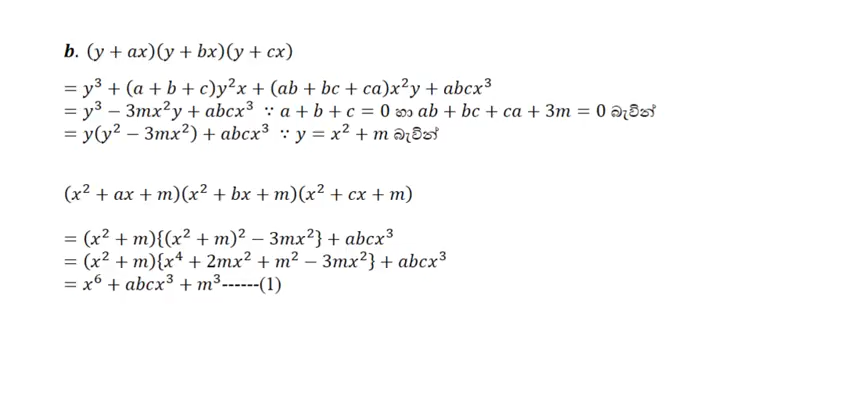 b. (y + ax)(y + bx)(y + cx)
= y³ + (a + b + c)y²x + (ab + bc + ca)x²y + abcx³
= y³ − 3mx²y + abcx³ ∵ a + b + c = 0 හා ab + bc + ca + 3m = 0 බැවින්
= y(y² − 3mx²) + abcx³ ∵ y = x² + m බැවින්
(x² + ax + m)(x² + bx + m)(x² + cx + m)
= (x² + m){(x² + m)² − 3mx²} + abcx³
= (x² + m){x⁴ + 2mx² + m² − 3mx²} + abcx³
= x⁶ + abcx³ + m³------(1)